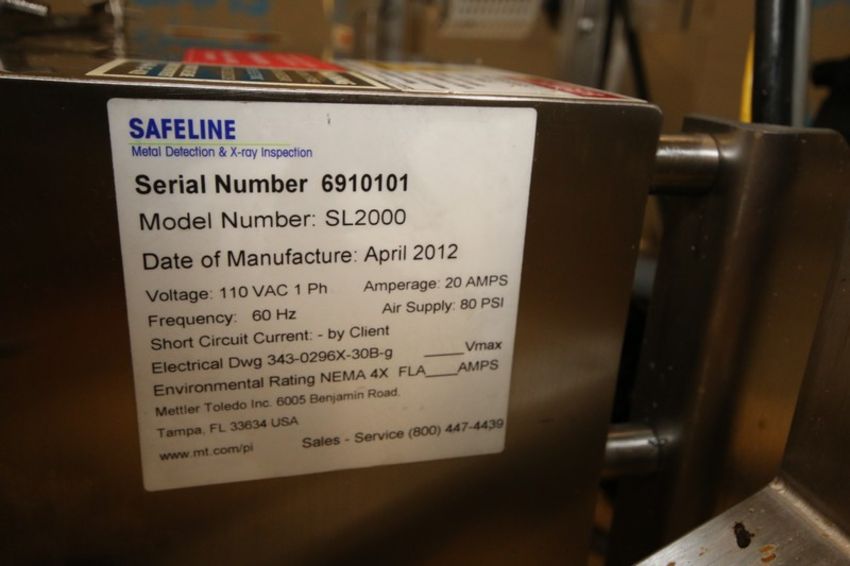 SAFELINE
Metal Detection & X-ray Inspection
Serial Number 6910101
Model Number: SL2000
Date of Manufacture: April 2012
Voltage: 110 VAC 1 Ph Amperage: 20 AMPS
Frequency: 60 Hz Air Supply: 80 PSI
Short Circuit Current: - by Client
Electrical Dwg 343-0296X-30B-g ____Vmax
Environmental Rating NEMA 4X FLA____AMPS
Mettler Toledo Inc. 6005 Benjamin Road.
Tampa, FL 33634 USA
www.mt.com/pi Sales - Service (800) 447-4439